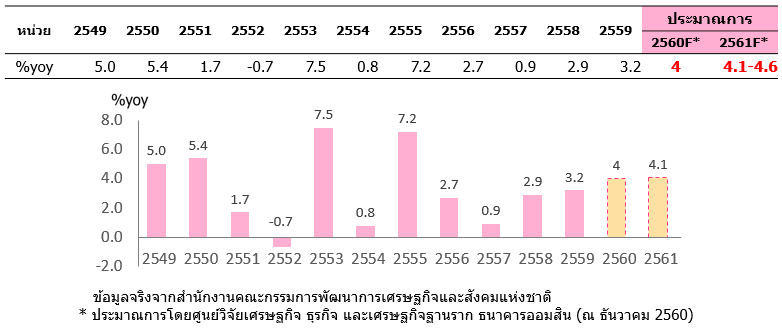 หน่วย 2549 2550 2551 2552 2553 2554 2555 2556 2557 2558 2559 ประมาณการ
2560F* 2561F*
%yoy 5.0 5.4 1.7 -0.7 7.5 0.8 7.2 2.7 0.9 2.9 3.2 4 4.1-4.6
%yoy
8.0
6.0
4.0
2.0
0.0
-2.0
5.0 5.4 1.7 -0.7 7.5 0.8 7.2 2.7 0.9 2.9 3.2 4 4.1
2549 2550 2551 2552 2553 2554 2555 2556 2557 2558 2559 2560 2561
ข้อมูลจริงจากสำนักงานคณะกรรมการพัฒนาการเศรษฐกิจและสังคมแห่งชาติ
* ประมาณการโดยศูนย์วิจัยเศรษฐกิจ ธุรกิจ และเศรษฐกิจฐานราก ธนาคารออมสิน (ณ ธันวาคม 2560)